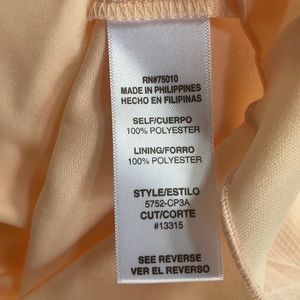 RN#75010
MADE IN PHILIPPINES
HECHO EN FILIPINAS
SELF/CUERPO
100% POLYESTER
LINING/FORRO
100% POLYESTER
STYLE/ESTILO
5752-CP3A
CUT/CORTE
#13315
SEE REVERSE
VER EL REVERSO